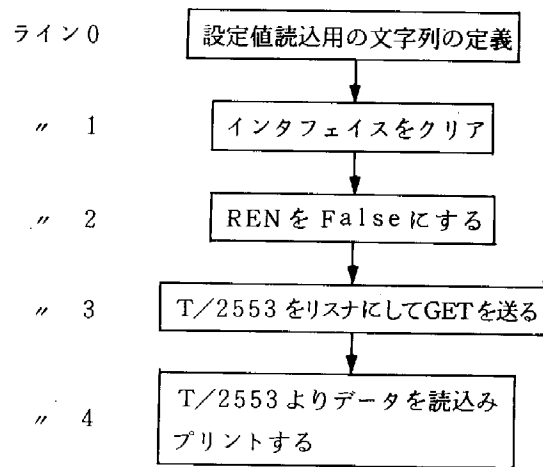 ライン0 設定値読込用の文字列の定義
〃 1 インタフェイスをクリア
〃 2 RENをFalseにする
〃 3 T/2553をリスナにしてGETを送る
〃 4 T/2553よりデータを読込み
プリントする